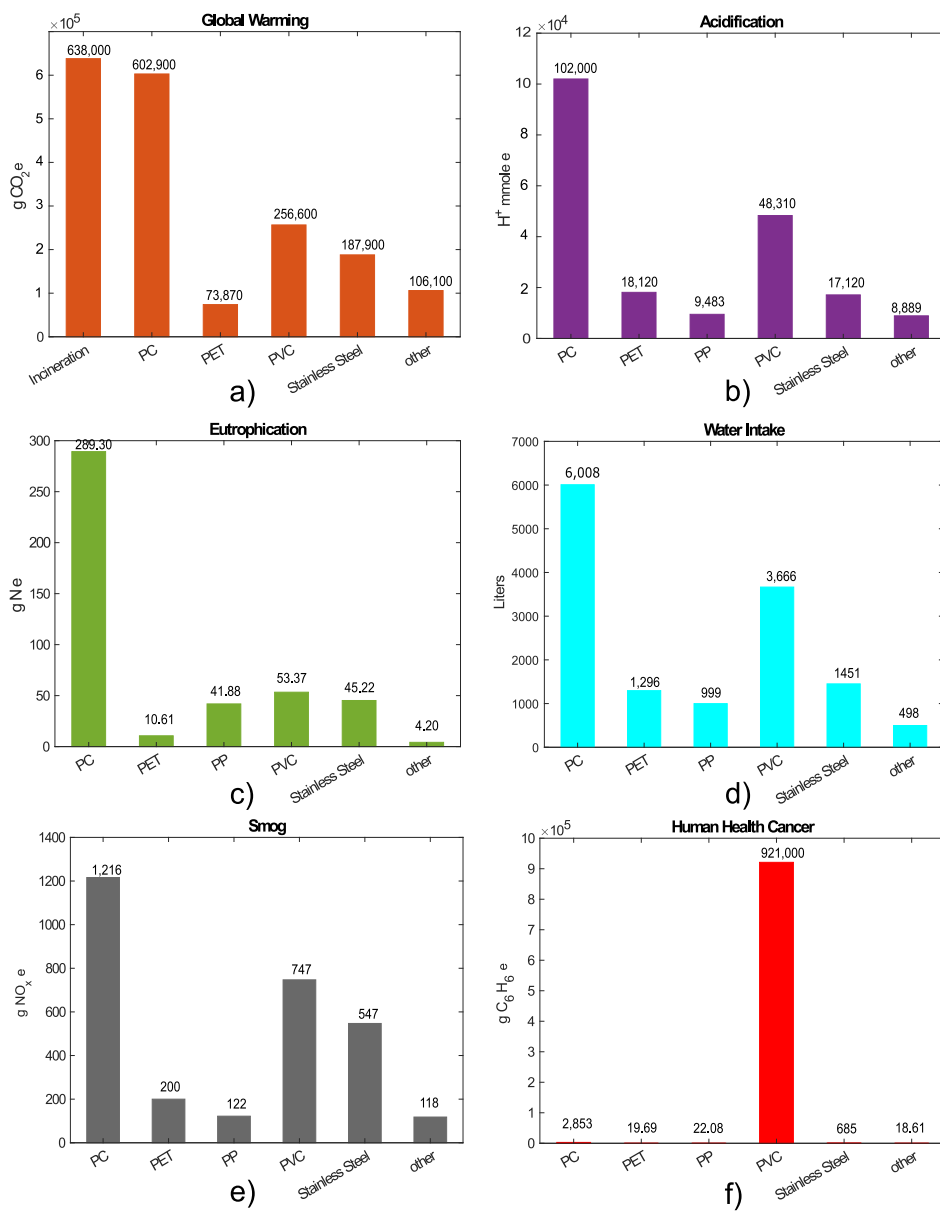 Global Warming
×10⁵
g CO₂e
6
5
4
3
2
1
0
638,000
602,900
73,870
256,600
187,900
106,100
Incineration
PC
PET
PVC
Stainless Steel
other
a)
Acidification
12 ×10⁴
H⁺ mmole e
10
8
6
4
2
0
102,000
18,120
9,483
48,310
17,120
8,889
PC
PET
PP
PVC
Stainless Steel
other
b)
Eutrophication
g N e
300
250
200
150
100
50
0
289.30
10.61
41.88
53.37
45.22
4.20
PC
PET
PP
PVC
Stainless Steel
other
c)
Water Intake
Liters
7000
6000
5000
4000
3000
2000
1000
0
6,008
1,296
999
3,666
1451
498
PC
PET
PP
PVC
Stainless Steel
other
d)
Smog
g NOₓ e
1400
1200
1000
800
600
400
200
0
1,216
200
122
747
547
118
PC
PET
PP
PVC
Stainless Steel
other
e)
Human Health Cancer
10 ×10⁵
g C₆H₆ e
9
8
7
6
5
4
3
2
1
0
2,853
19.69
22.08
921,000
685
18.61
PC
PET
PP
PVC
Stainless Steel
other
f)